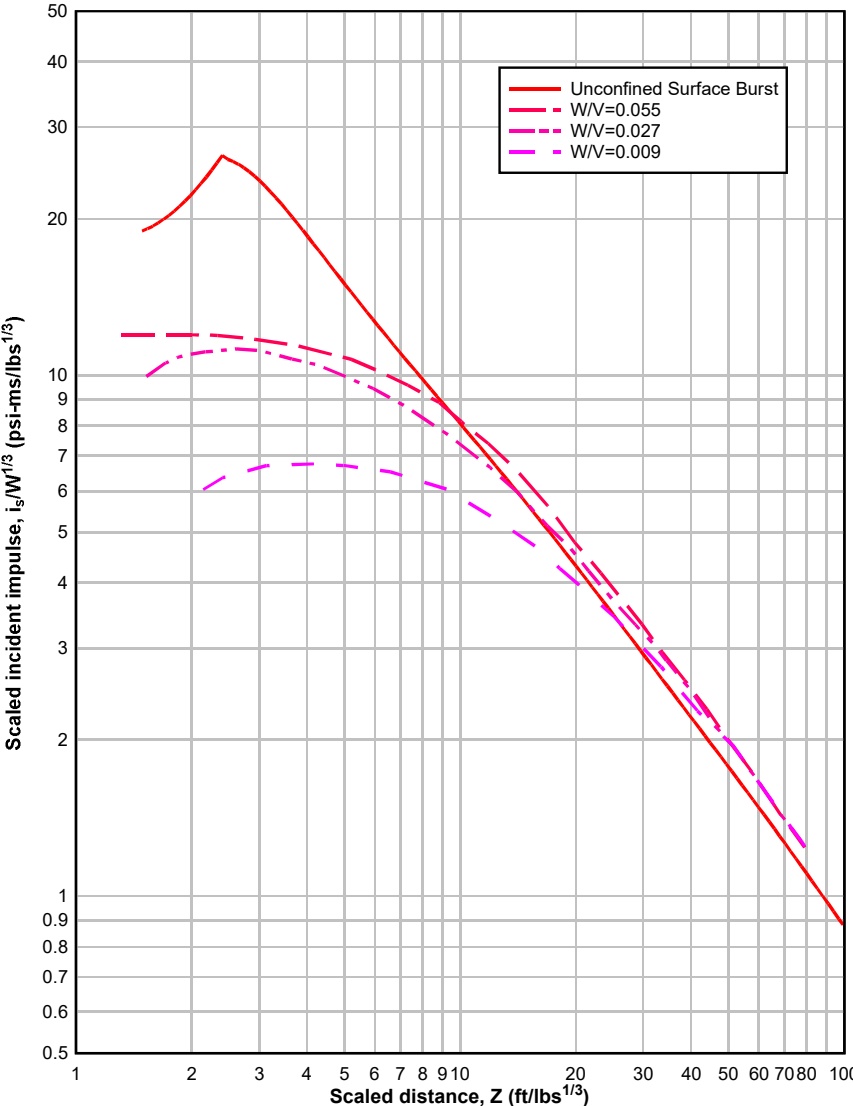 50
40
30
20
10
9
8
7
6
5
4
3
2
1
0.9
0.8
0.7
0.6
0.5
Scaled incident impulse, is/W1/3 (psi-ms/lbs1/3)
Unconfined Surface Burst
W/V=0.055
W/V=0.027
W/V=0.009
1 2 3 4 5 6 7 8 9 10 20 30 40 50 60 70 80 100
Scaled distance, Z (ft/lbs1/3)